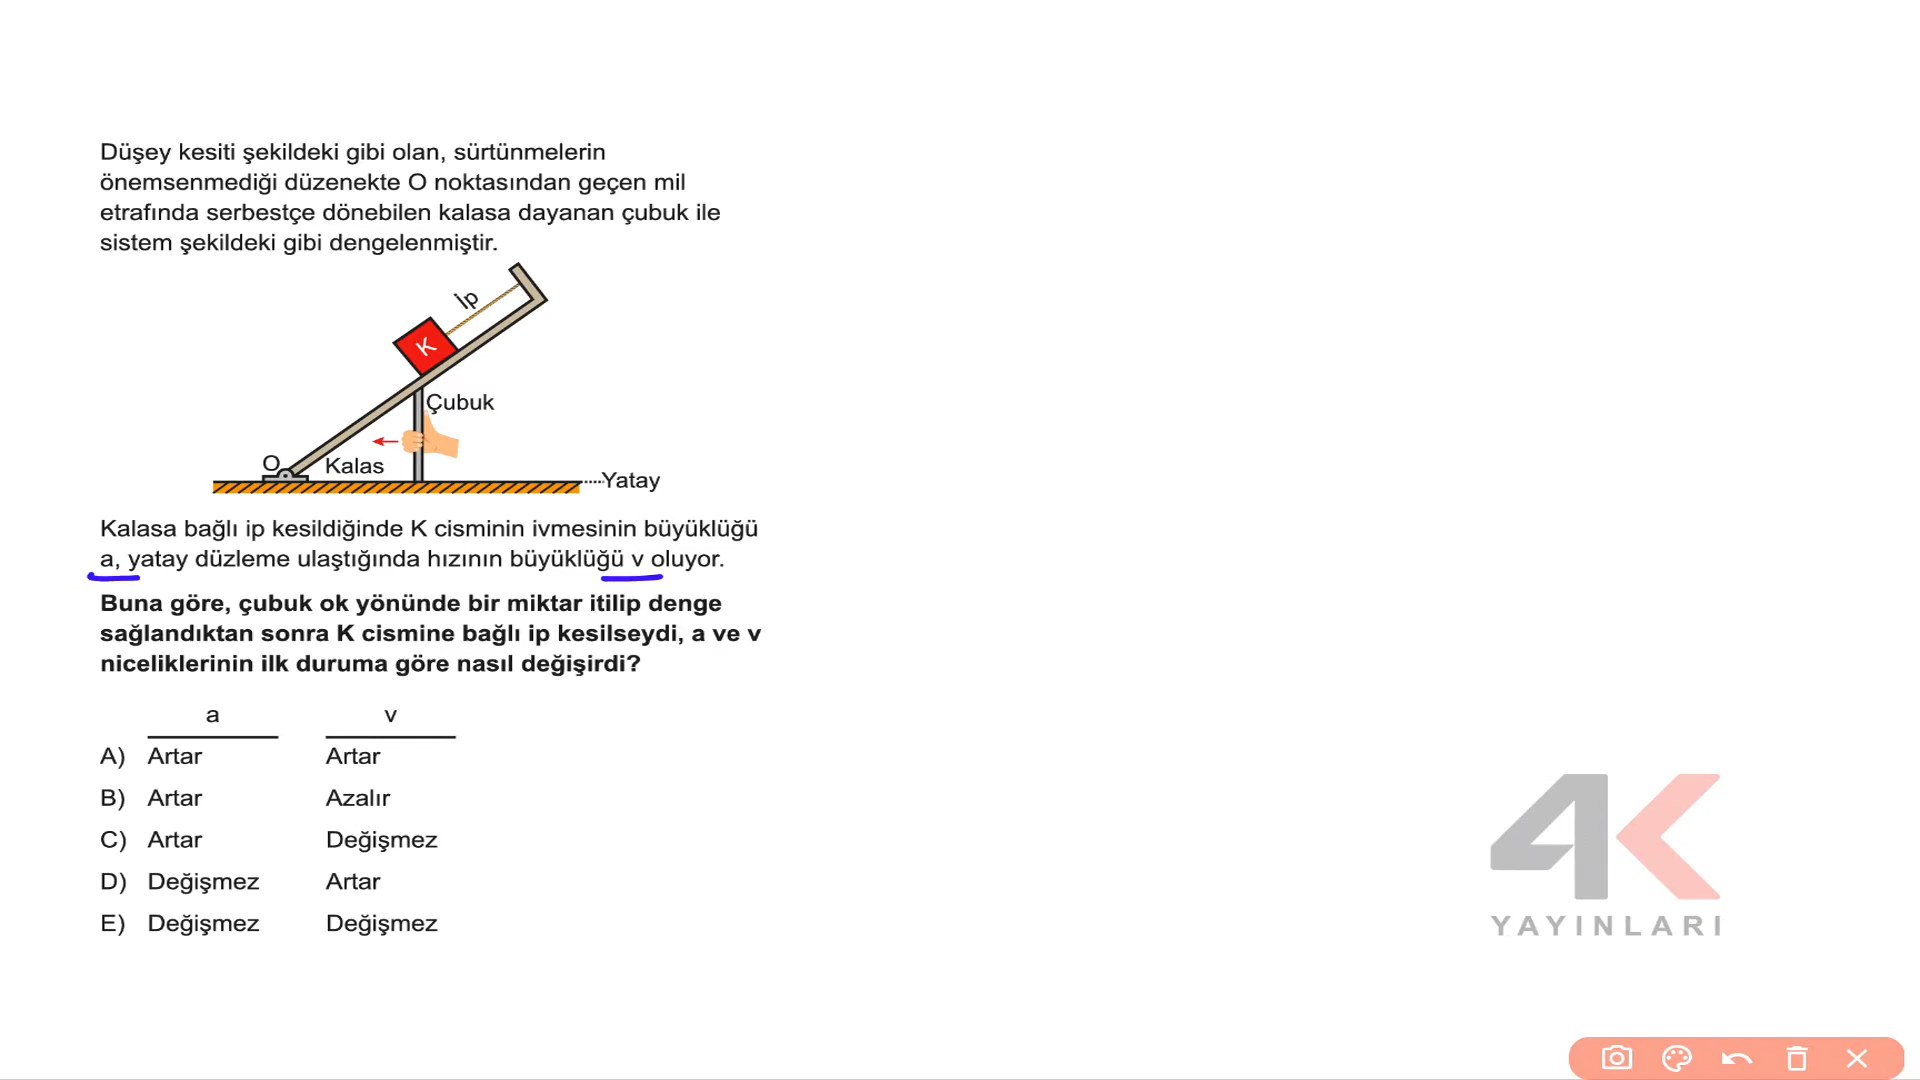 Düşey kesiti şekildeki gibi olan, sürtünmelerin
önemsenmediği düzenekte O noktasından geçen mil
etrafında serbestçe dönebilen kalasa dayanan çubuk ile
sistem şekildeki gibi dengelenmiştir.
İp
K
Çubuk
O
Kalas
Yatay
Kalasa bağlı ip kesildiğinde K cisminin ivmesinin büyüklüğü
a, yatay düzleme ulaştığında hızının büyüklüğü v oluyor.
Buna göre, çubuk ok yönünde bir miktar itilip denge
sağlandıktan sonra K cismine bağlı ip kesilseydi, a ve v
niceliklerinin ilk duruma göre nasıl değişirdi?
a v
A) Artar Artar
B) Artar Azalır
C) Artar Değişmez
D) Değişmez Artar
E) Değişmez Değişmez
4K
YAYINLARI